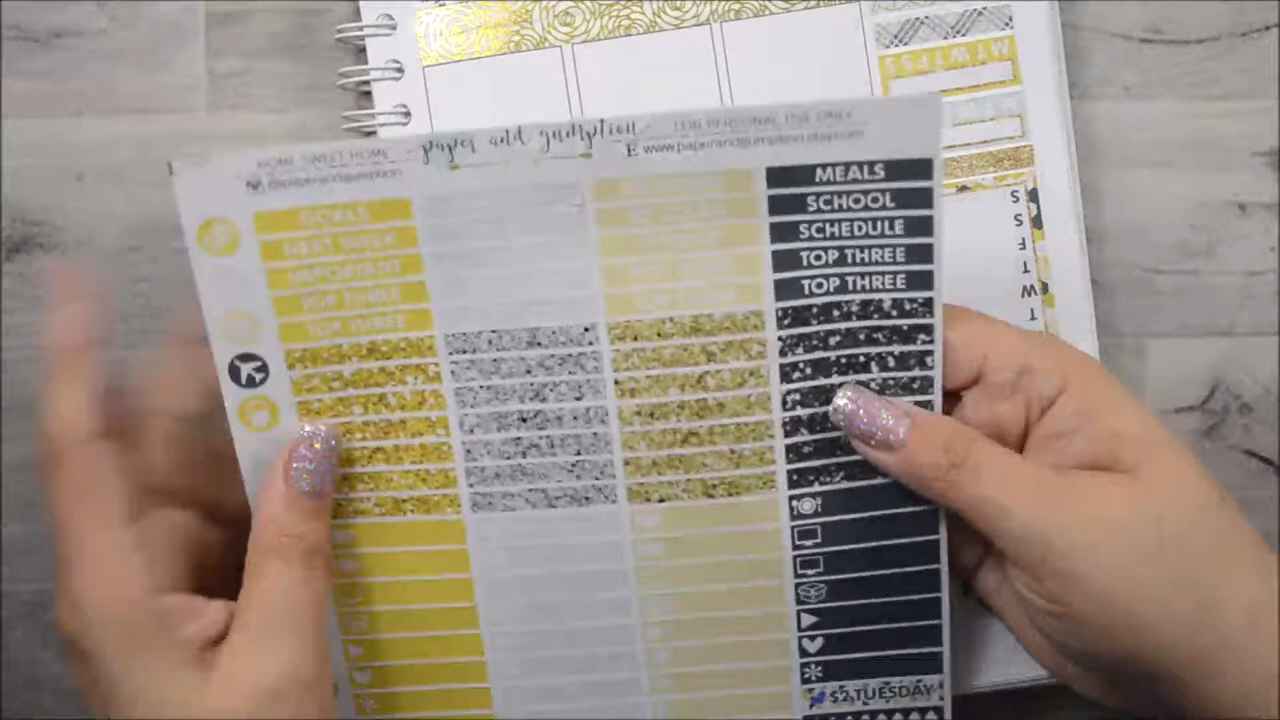 HOME SWEET HOME
paper and gumption
FOR PERSONAL USE ONLY
@paperandgumption
E www.paperandgumption.etsy.com
GOALS
NEXT WEEK
IMPORTANT
TOP THREE
TOP THREE
MEALS
SCHOOL
SCHEDULE
TOP THREE
TOP THREE
$2 TUESDAY
M T W T F S S
S
S
F
T
W
T